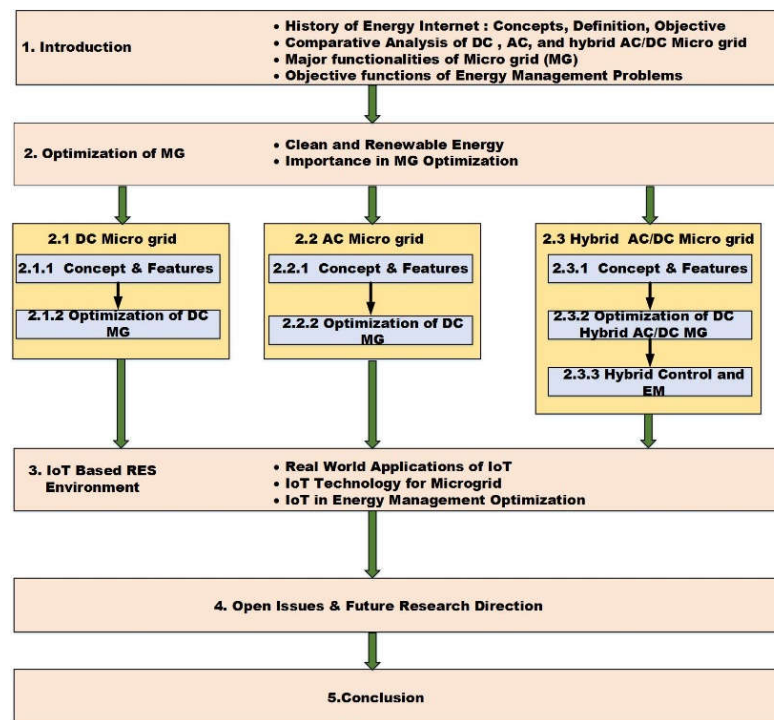 1. Introduction
• History of Energy Internet : Concepts, Definition, Objective
• Comparative Analysis of DC , AC, and hybrid AC/DC Micro grid
• Major functionalities of Micro grid (MG)
• Objective functions of Energy Management Problems
2. Optimization of MG
• Clean and Renewable Energy
• Importance in MG Optimization
2.1 DC Micro grid
2.1.1 Concept & Features
2.1.2 Optimization of DC
MG
2.2 AC Micro grid
2.2.1 Concept & Features
2.2.2 Optimization of DC
MG
2.3 Hybrid AC/DC Micro grid
2.3.1 Concept & Features
2.3.2 Optimization of DC
Hybrid AC/DC MG
2.3.3 Hybrid Control and
EM
3. IoT Based RES
Environment
• Real World Applications of IoT
• IoT Technology for Microgrid
• IoT in Energy Management Optimization
4. Open Issues & Future Research Direction
5.Conclusion